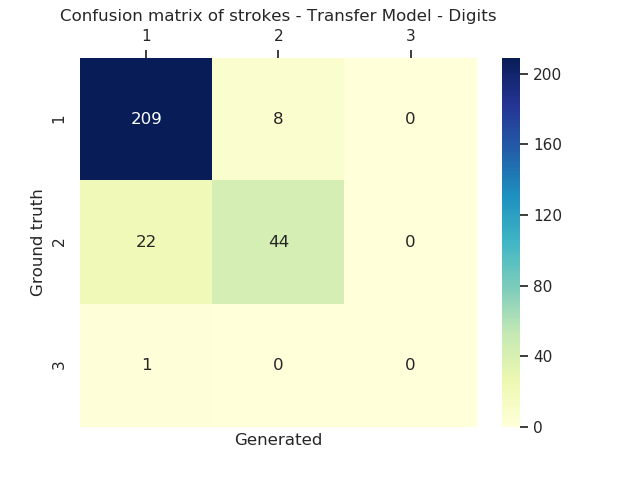 Confusion matrix of strokes - Transfer Model - Digits
1 2 3
1 209 8 0
2 22 44 0
3 1 0 0
Ground truth
Generated
200
160
120
80
40
0